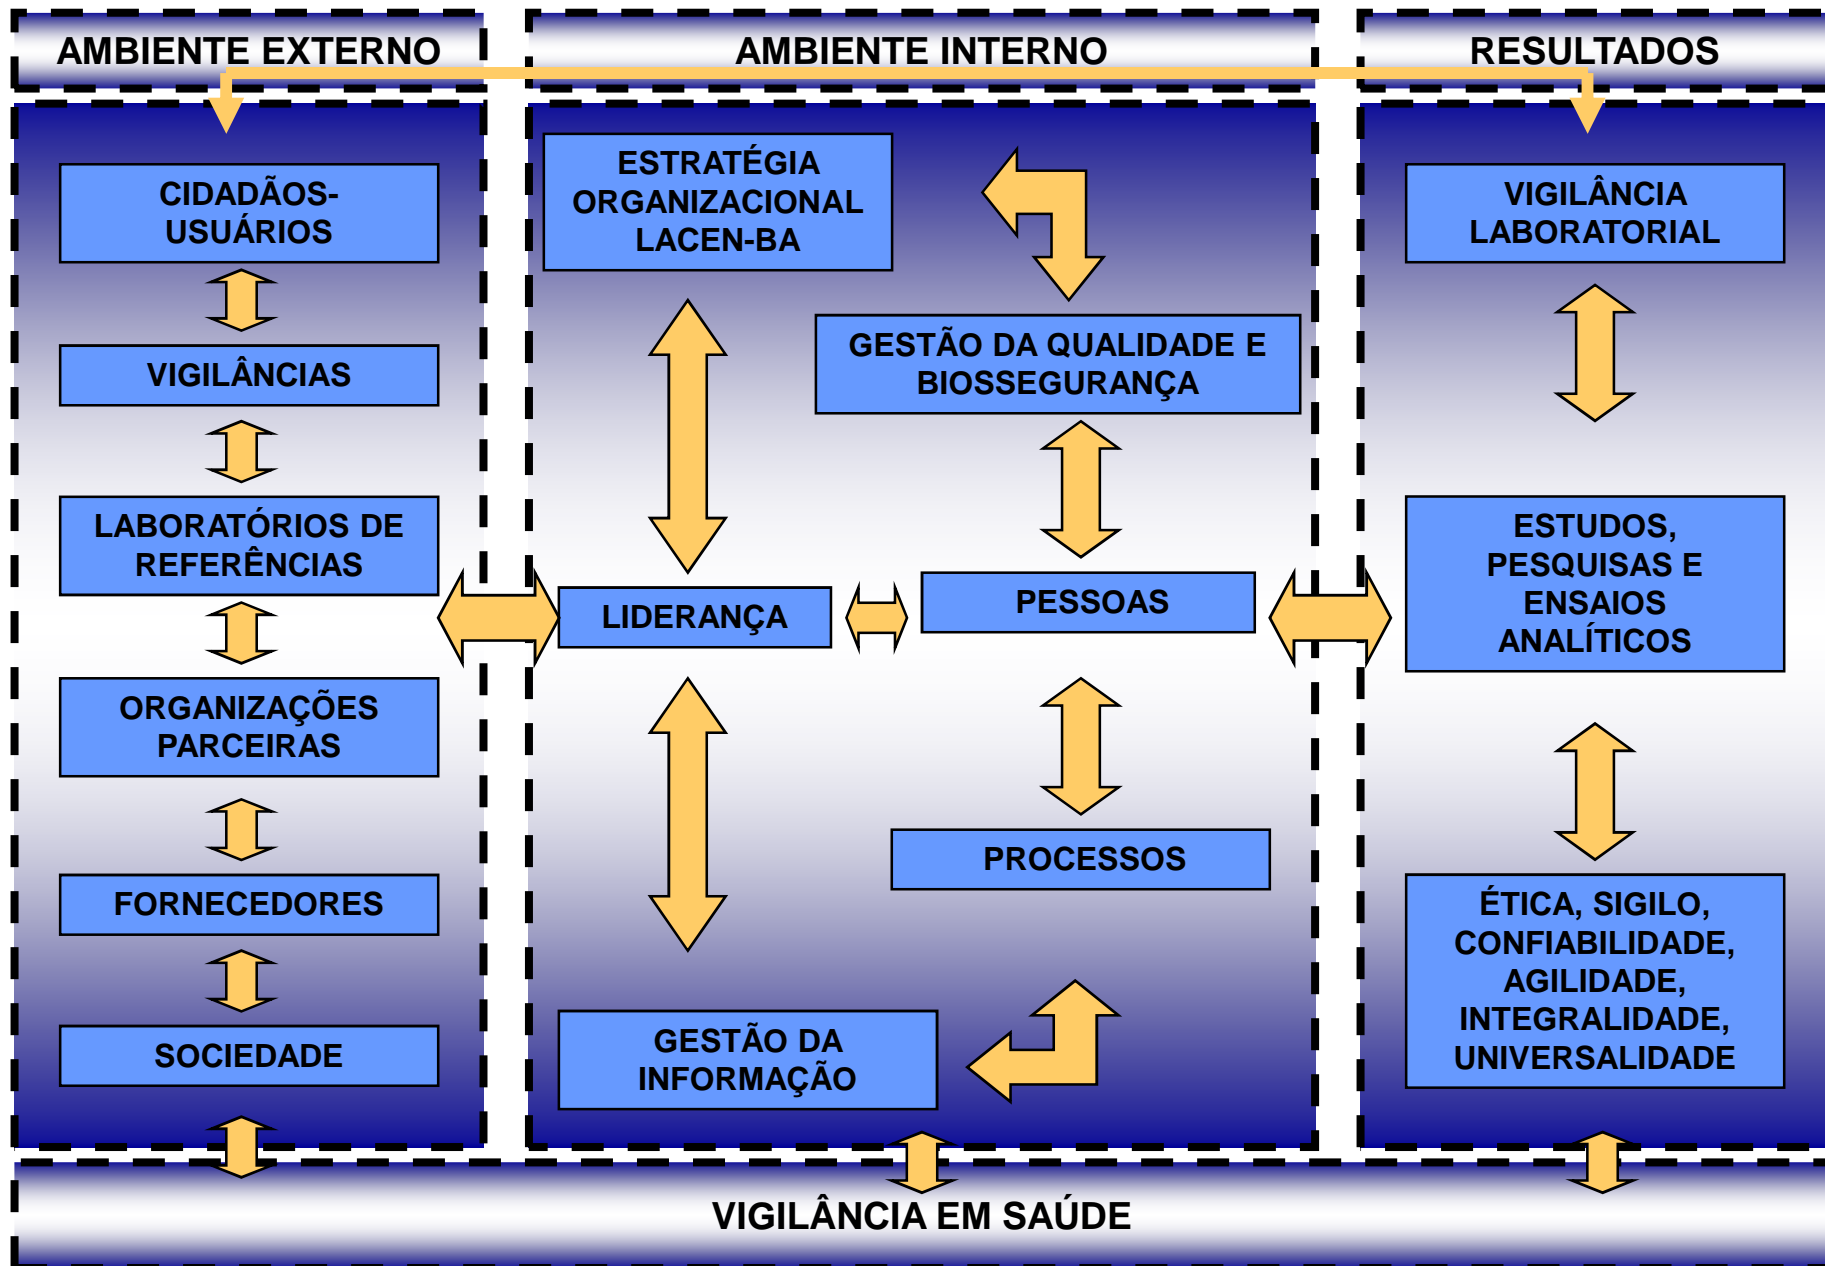 AMBIENTE EXTERNO
AMBIENTE INTERNO
RESULTADOS
CIDADÃOS-
USUÁRIOS
VIGILÂNCIAS
LABORATÓRIOS DE
REFERÊNCIAS
ORGANIZAÇÕES
PARCEIRAS
FORNECEDORES
SOCIEDADE
ESTRATÉGIA
ORGANIZACIONAL
LACEN-BA
GESTÃO DA QUALIDADE E
BIOSSEGURANÇA
LIDERANÇA
PESSOAS
PROCESSOS
GESTÃO DA
INFORMAÇÃO
VIGILÂNCIA
LABORATORIAL
ESTUDOS,
PESQUISAS E
ENSAIOS
ANALÍTICOS
ÉTICA, SIGILO,
CONFIABILIDADE,
AGILIDADE,
INTEGRALIDADE,
UNIVERSALIDADE
VIGILÂNCIA EM SAÚDE